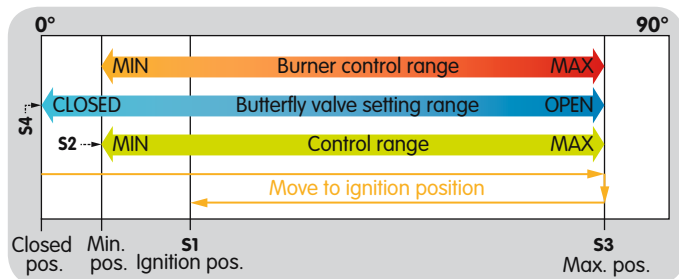 0° 90°
MIN Burner control range MAX
CLOSED Butterfly valve setting range OPEN
S4
S2 MIN Control range MAX
Move to ignition position
Closed pos. Min. pos. S1 Ignition pos. S3 Max. pos.